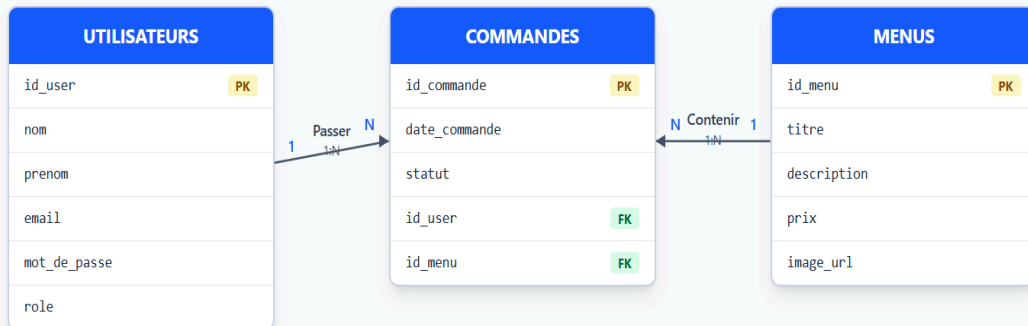 UTILISATEURS
id_user PK
nom
prenom
email
mot_de_passe
role
1 Passer N
1:N
COMMANDES
id_commande PK
date_commande
statut
id_user FK
id_menu FK
N Contenir 1
1:N
MENUS
id_menu PK
titre
description
prix
image_url